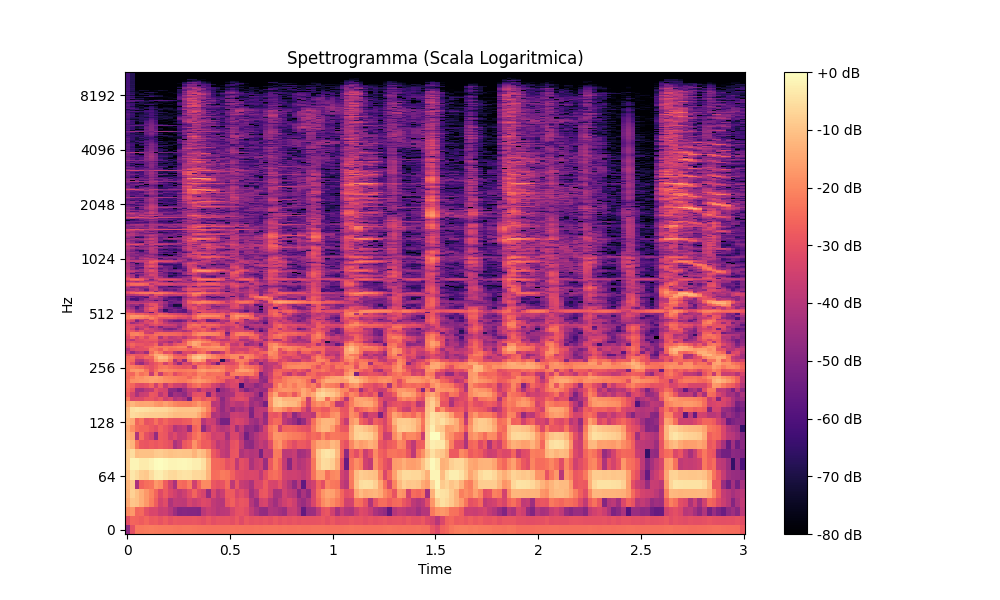 Spettrogramma (Scala Logaritmica)
Hz
8192
4096
2048
1024
512
256
128
64
0
0
0.5
1
1.5
2
2.5
3
Time
+0 dB
-10 dB
-20 dB
-30 dB
-40 dB
-50 dB
-60 dB
-70 dB
-80 dB